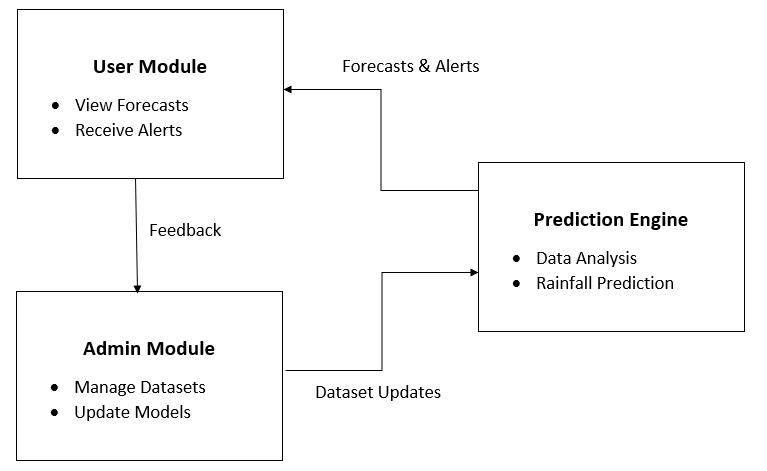 User Module
• View Forecasts
• Receive Alerts
Forecasts & Alerts
Prediction Engine
• Data Analysis
• Rainfall Prediction
Feedback
Admin Module
• Manage Datasets
• Update Models
Dataset Updates